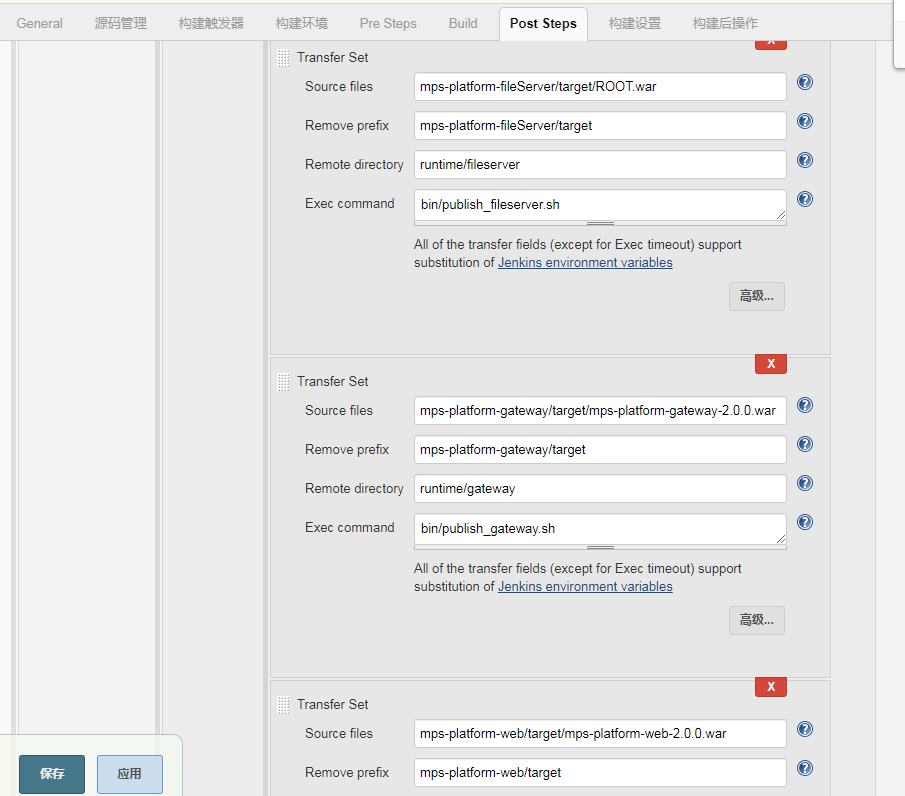 General 源码管理 构建触发器 构建环境 Pre Steps Build Post Steps 构建设置 构建后操作
X
Transfer Set
Source files mps-platform-fileServer/target/ROOT.war
Remove prefix mps-platform-fileServer/target
Remote directory runtime/fileserver
Exec command bin/publish_fileserver.sh
All of the transfer fields (except for Exec timeout) support
substitution of Jenkins environment variables
高级...
X
Transfer Set
Source files mps-platform-gateway/target/mps-platform-gateway-2.0.0.war
Remove prefix mps-platform-gateway/target
Remote directory runtime/gateway
Exec command bin/publish_gateway.sh
All of the transfer fields (except for Exec timeout) support
substitution of Jenkins environment variables
高级...
X
Transfer Set
Source files mps-platform-web/target/mps-platform-web-2.0.0.war
Remove prefix mps-platform-web/target
保存 应用